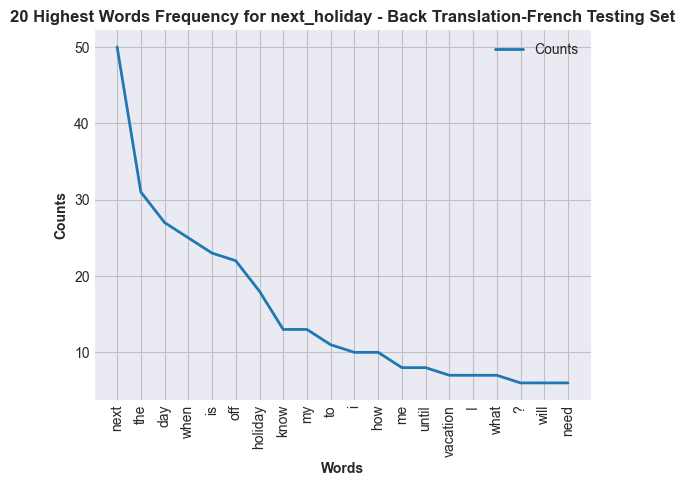 20 Highest Words Frequency for next_holiday - Back Translation-French Testing Set
Counts
50
40
30
20
10
Counts
next
the
day
when
is
off
holiday
know
my
to
i
how
me
until
vacation
I
what
?
will
need
Words